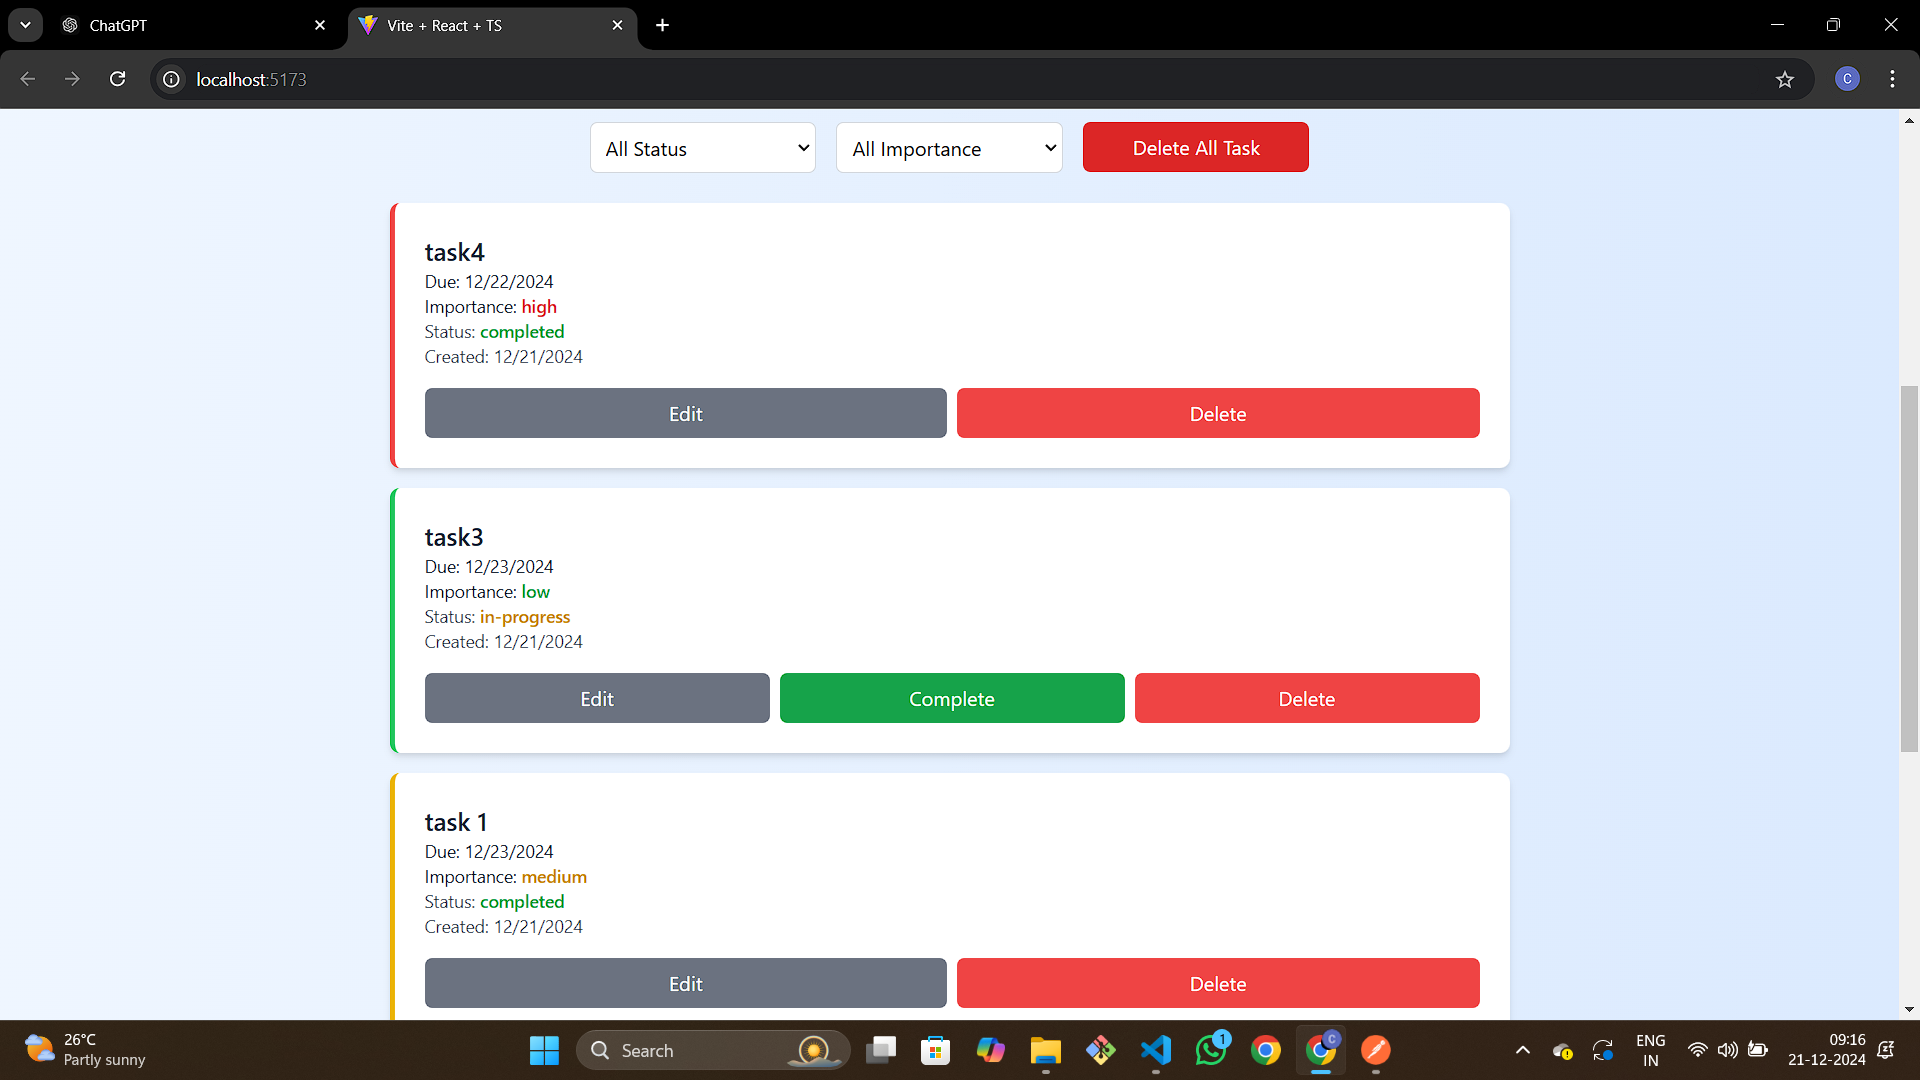 ChatGPT
Vite + React + TS
localhost:5173
C
All Status
All Importance
Delete All Task
task4
Due: 12/22/2024
Importance: high
Status: completed
Created: 12/21/2024
Edit
Delete
task3
Due: 12/23/2024
Importance: low
Status: in-progress
Created: 12/21/2024
Edit
Complete
Delete
task 1
Due: 12/23/2024
Importance: medium
Status: completed
Created: 12/21/2024
Edit
Delete
26°C
Partly sunny
Search
1
C
ENG
IN
09:16
21-12-2024